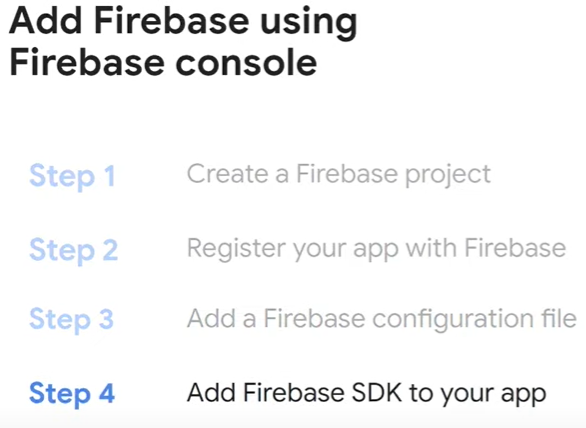 Add Firebase using
Firebase console
Step 1 Create a Firebase project
Step 2 Register your app with Firebase
Step 3 Add a Firebase configuration file
Step 4 Add Firebase SDK to your app